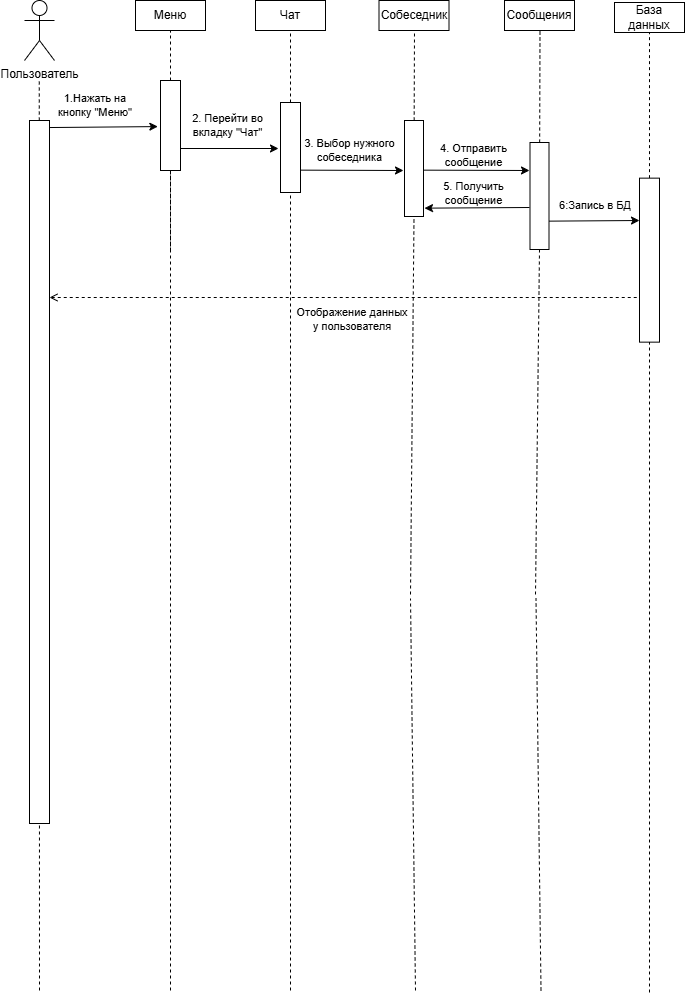 Пользователь
Меню
Чат
Собеседник
Сообщения
База
данных
1.Нажать на
кнопку "Меню"
2. Перейти во
вкладку "Чат"
3. Выбор нужного
собеседника
4. Отправить
сообщение
5. Получить
сообщение
6:Запись в БД
Отображение данных
у пользователя